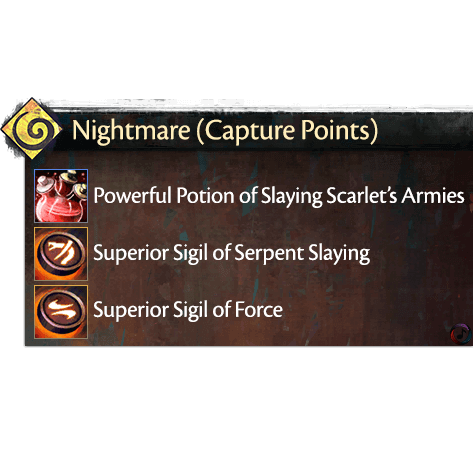 Nightmare (Capture Points)
Powerful Potion of Slaying Scarlet's Armies
Superior Sigil of Serpent Slaying
Superior Sigil of Force